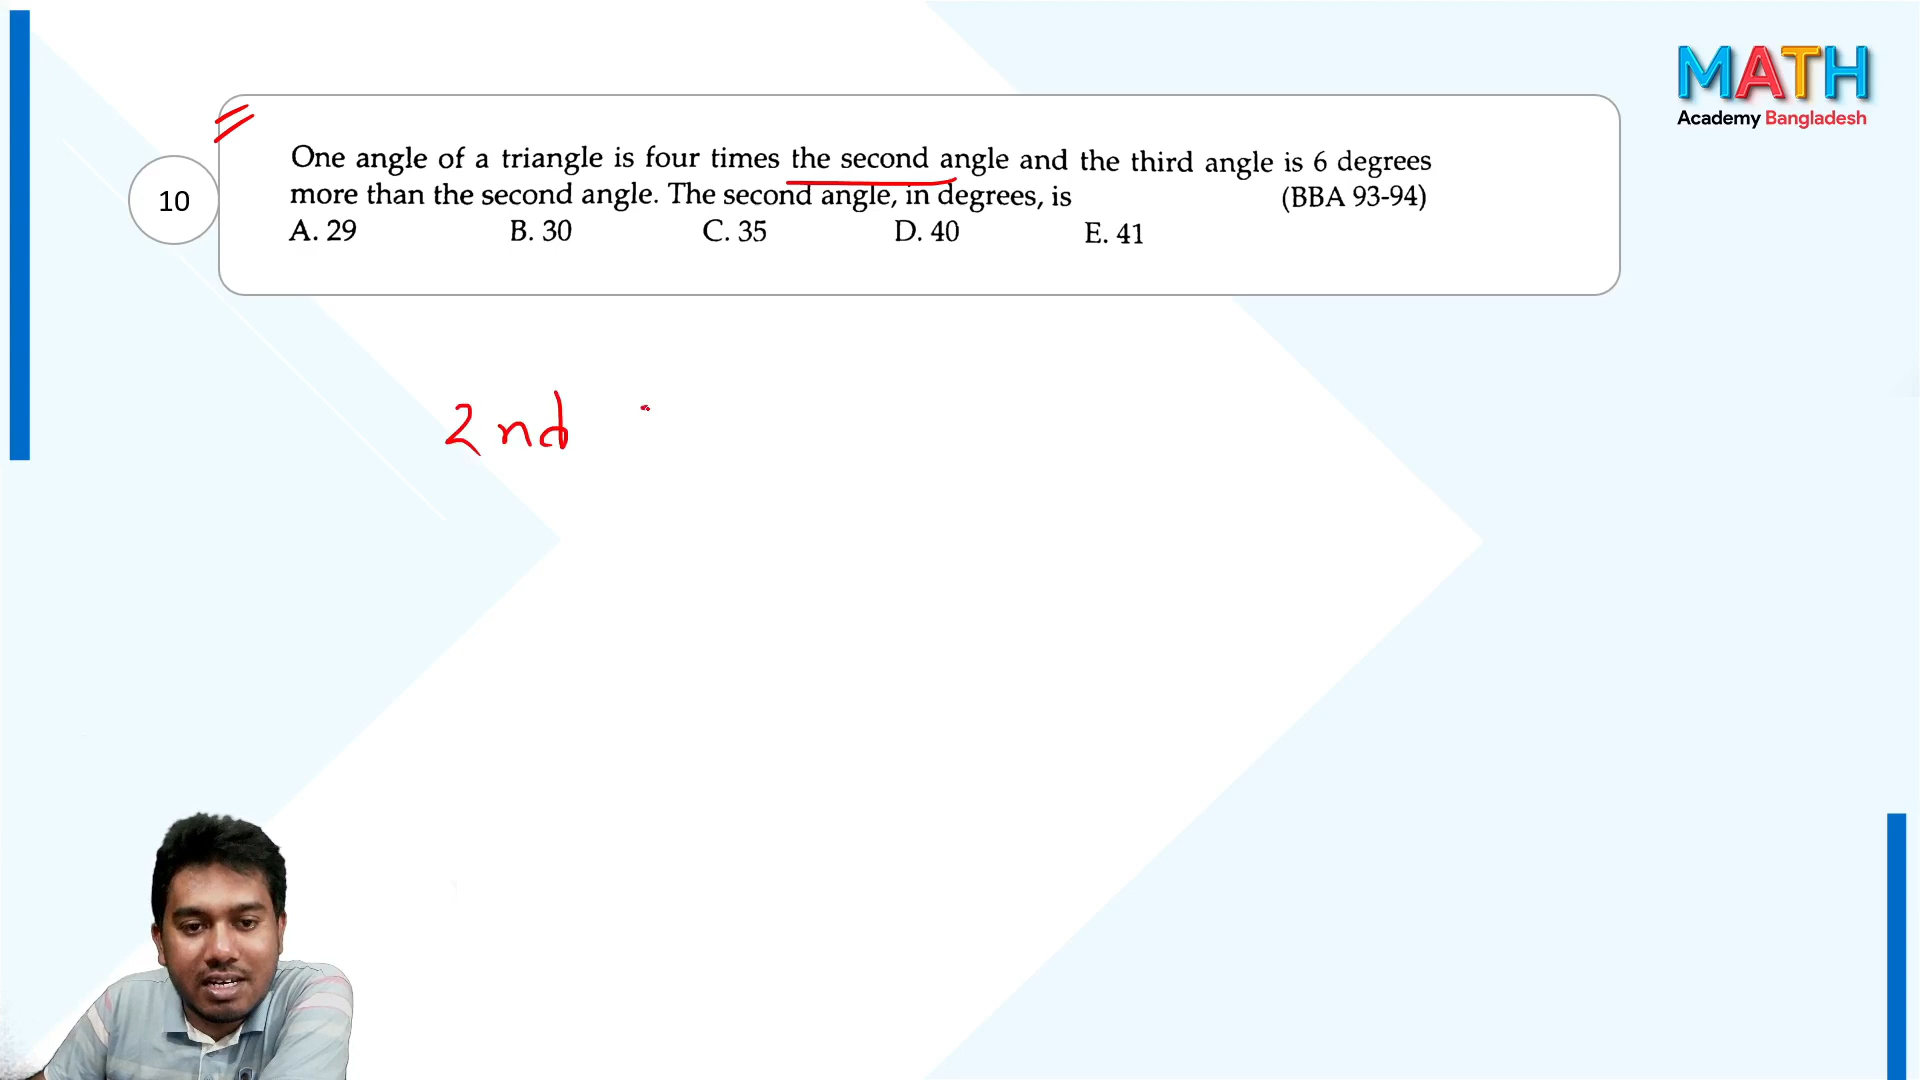 MATH
Academy Bangladesh
10
One angle of a triangle is four times the second angle and the third angle is 6 degrees
more than the second angle. The second angle, in degrees, is (BBA 93-94)
A. 29 B. 30 C. 35 D. 40 E. 41
2nd